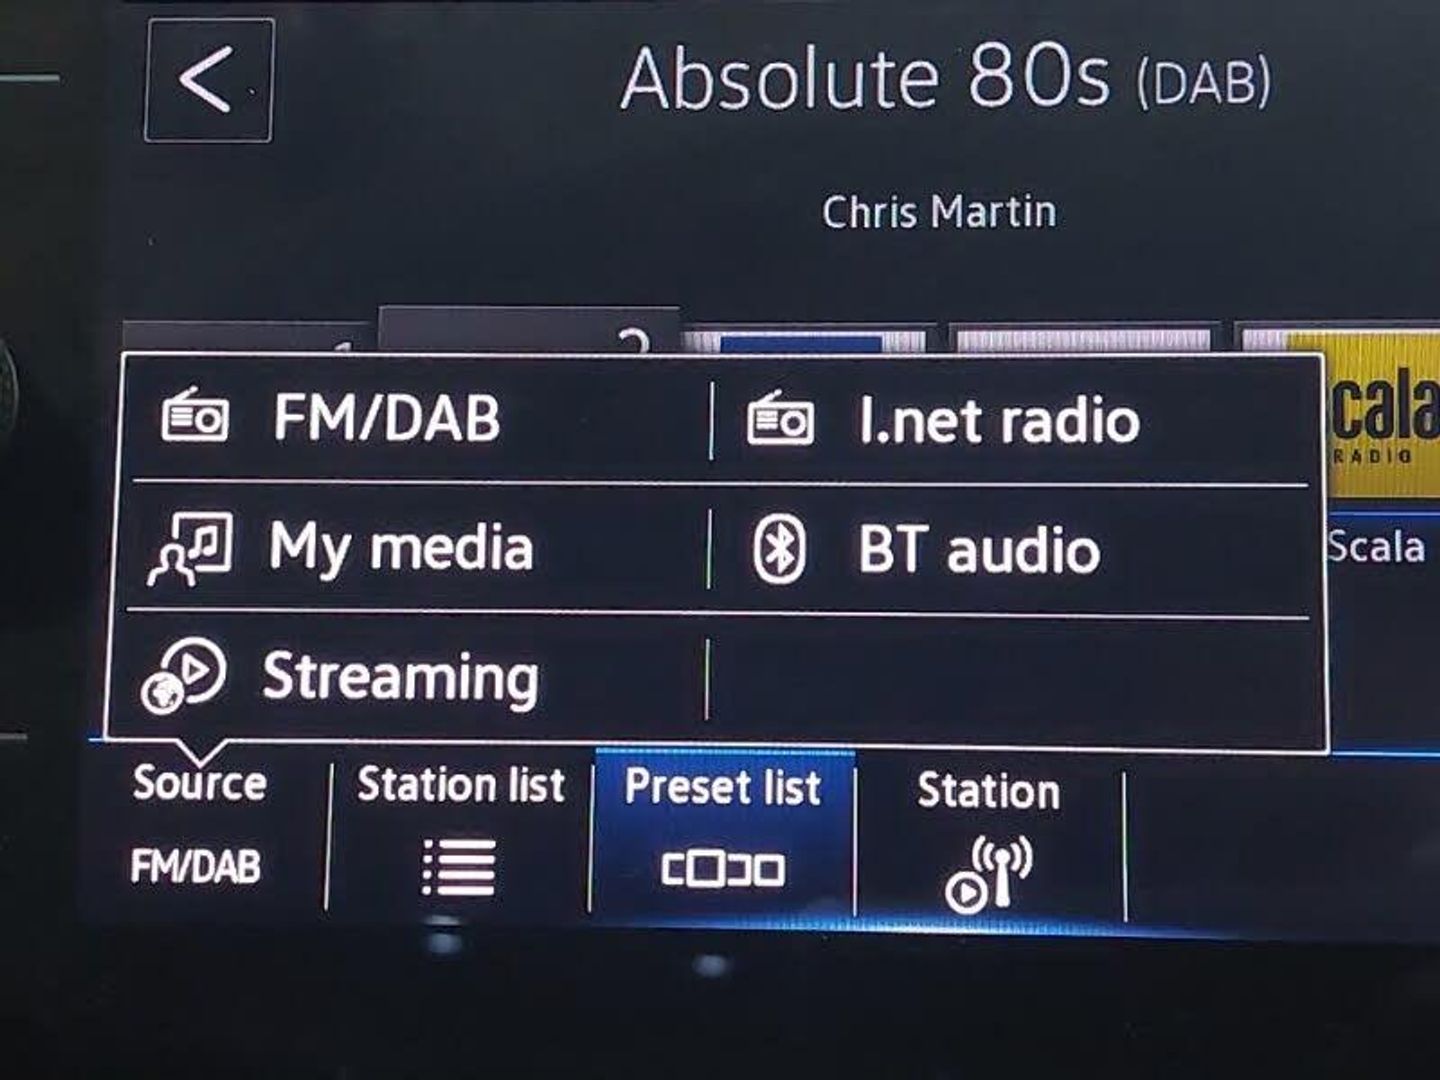 Absolute 80s (DAB)
Chris Martin
FM/DAB
I.net radio
cala
RADIO
My media
BT audio
Scala
Streaming
Source
Station list
Preset list
Station
FM/DAB